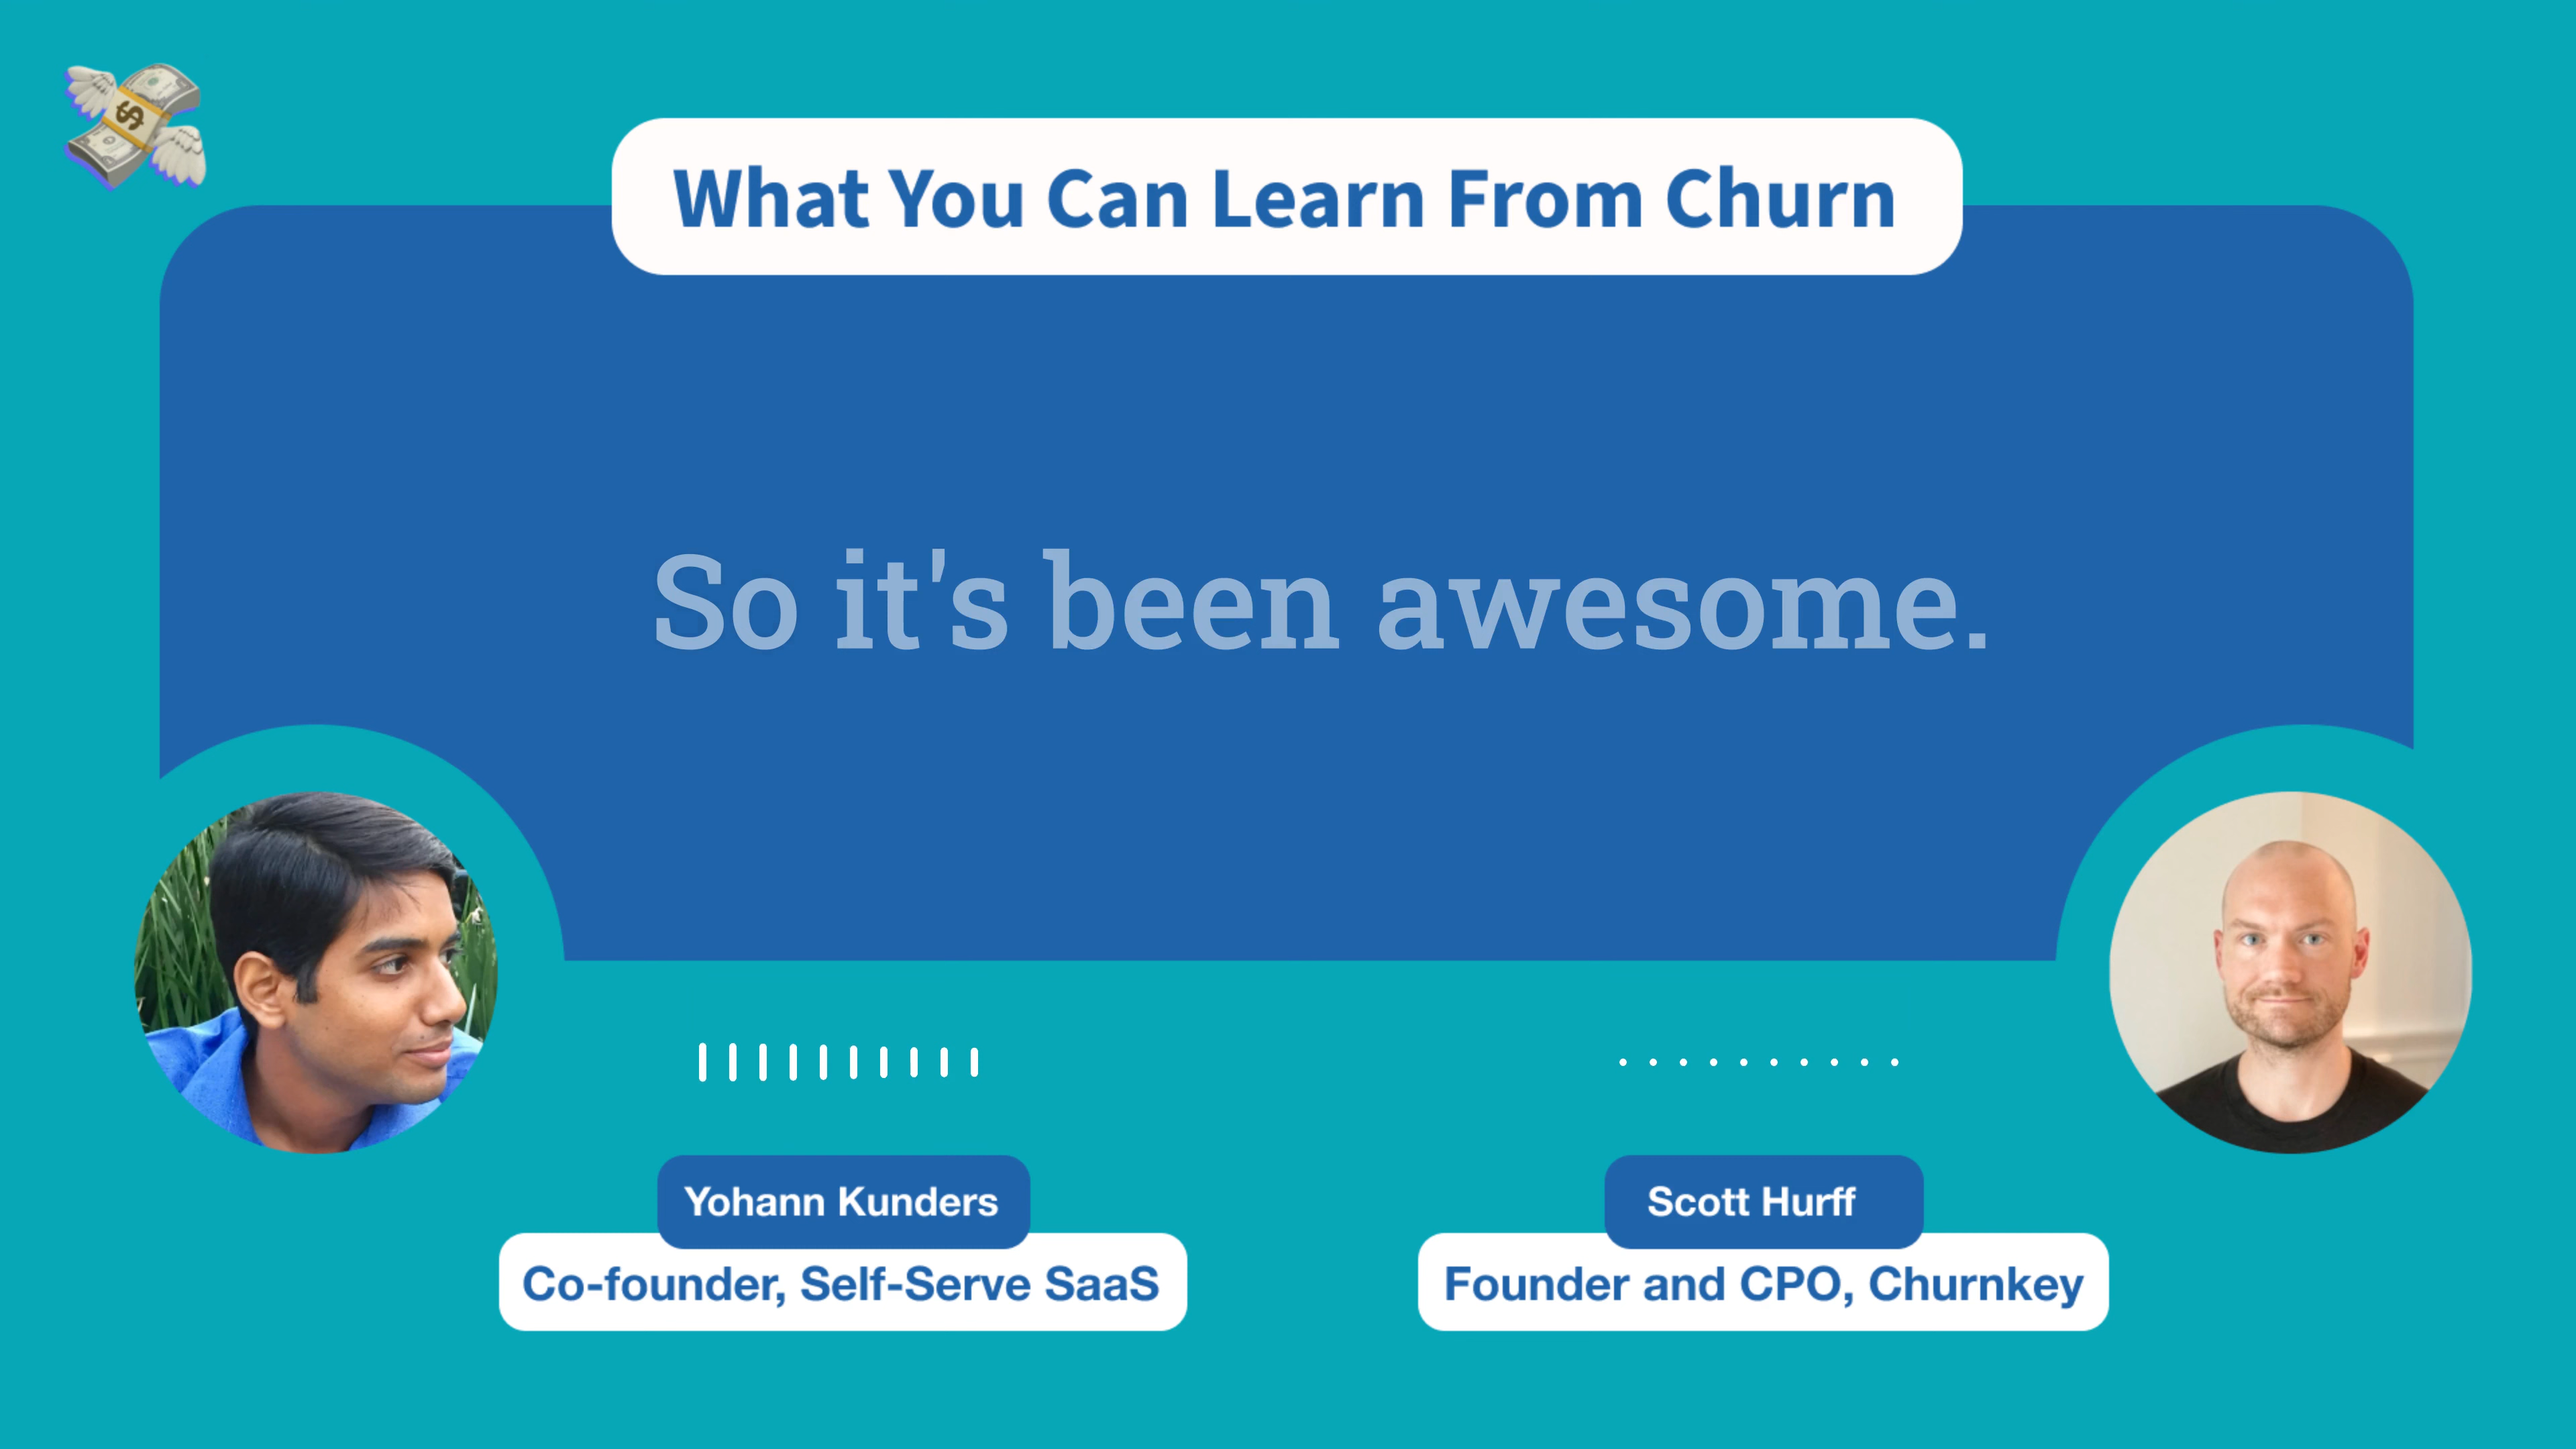 What You Can Learn From Churn
So it's been awesome.
Yohann Kunders
Co-founder, Self-Serve SaaS
Scott Hurff
Founder and CPO, Churnkey